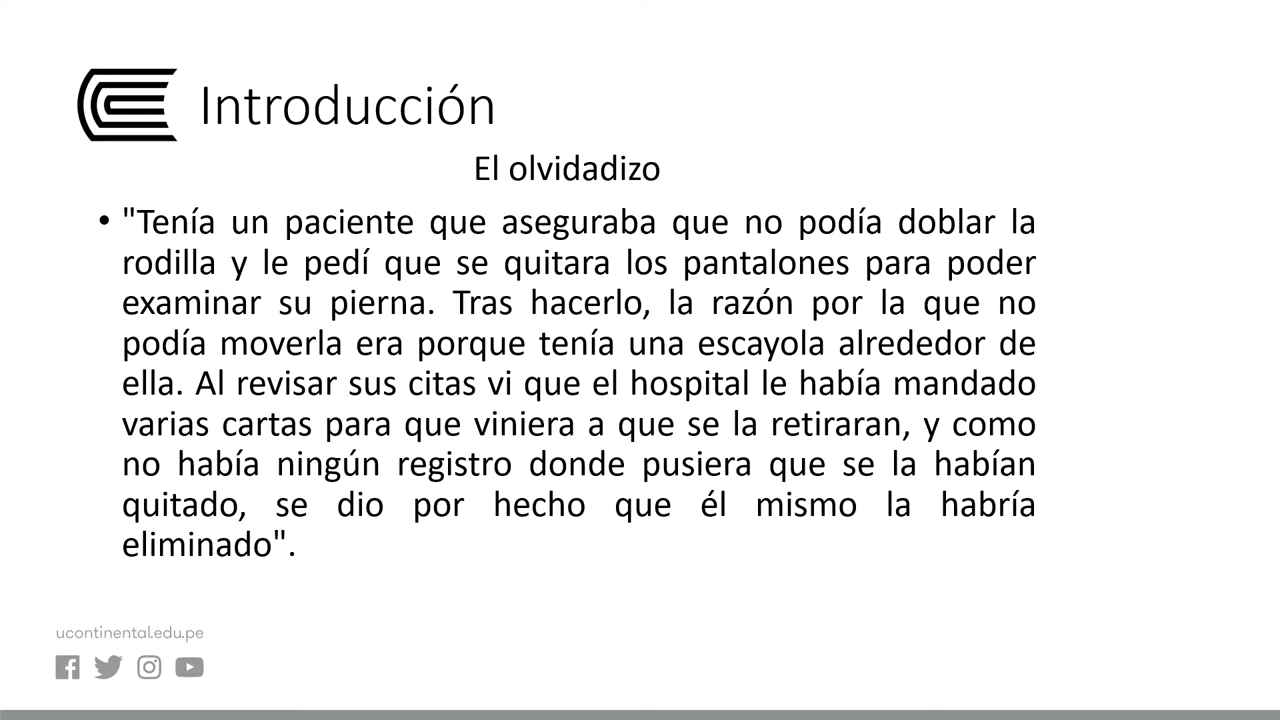 Introducción
El olvidadizo
• "Tenía un paciente que aseguraba que no podía doblar la
rodilla y le pedí que se quitara los pantalones para poder
examinar su pierna. Tras hacerlo, la razón por la que no
podía moverla era porque tenía una escayola alrededor de
ella. Al revisar sus citas vi que el hospital le había mandado
varias cartas para que viniera a que se la retiraran, y como
no había ningún registro donde pusiera que se la habían
quitado, se dio por hecho que él mismo la habría
eliminado".
ucontinental.edu.pe